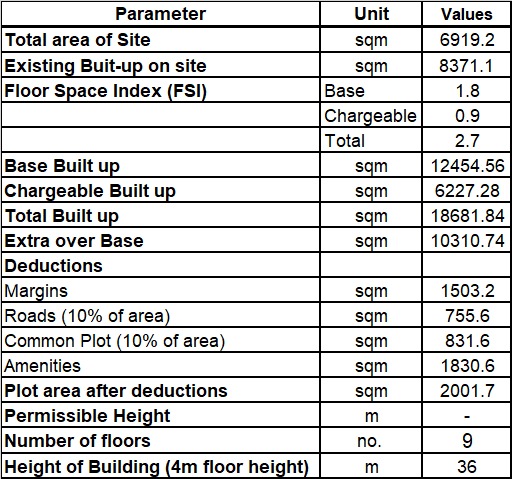 Parameter Unit Values
Total area of Site sqm 6919.2
Existing Buit-up on site sqm 8371.1
Floor Space Index (FSI) Base 1.8
Chargeable 0.9
Total 2.7
Base Built up sqm 12454.56
Chargeable Built up sqm 6227.28
Total Built up sqm 18681.84
Extra over Base sqm 10310.74
Deductions
Margins sqm 1503.2
Roads (10% of area) sqm 755.6
Common Plot (10% of area) sqm 831.6
Amenities sqm 1830.6
Plot area after deductions sqm 2001.7
Permissible Height m -
Number of floors no. 9
Height of Building (4m floor height) m 36